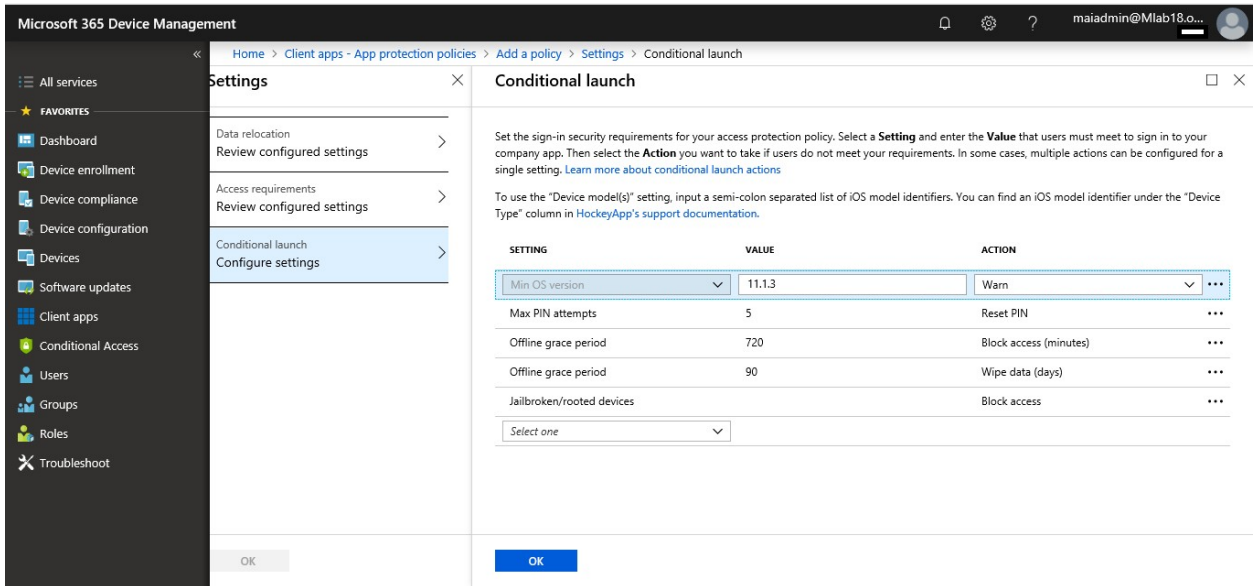 Microsoft 365 Device Management
?
maiadmin@Mlab18.o...
«
Home > Client apps - App protection policies > Add a policy > Settings > Conditional launch
All services
FAVORITES
Dashboard
Device enrollment
Device compliance
Device configuration
Devices
Software updates
Client apps
Conditional Access
Users
Groups
Roles
Troubleshoot
Settings
Data relocation
Review configured settings
Access requirements
Review configured settings
Conditional launch
Configure settings
OK
Conditional launch
Set the sign-in security requirements for your access protection policy. Select a Setting and enter the Value that users must meet to sign in to your
company app. Then select the Action you want to take if users do not meet your requirements. In some cases, multiple actions can be configured for a
single setting. Learn more about conditional launch actions
To use the "Device model(s)" setting, input a semi-colon separated list of iOS model identifiers. You can find an iOS model identifier under the "Device
Type" column in HockeyApp's support documentation.
SETTING VALUE ACTION
Min OS version 11.1.3 Warn ...
Max PIN attempts 5 Reset PIN ...
Offline grace period 720 Block access (minutes) ...
Offline grace period 90 Wipe data (days) ...
Jailbroken/rooted devices Block access ...
Select one
OK